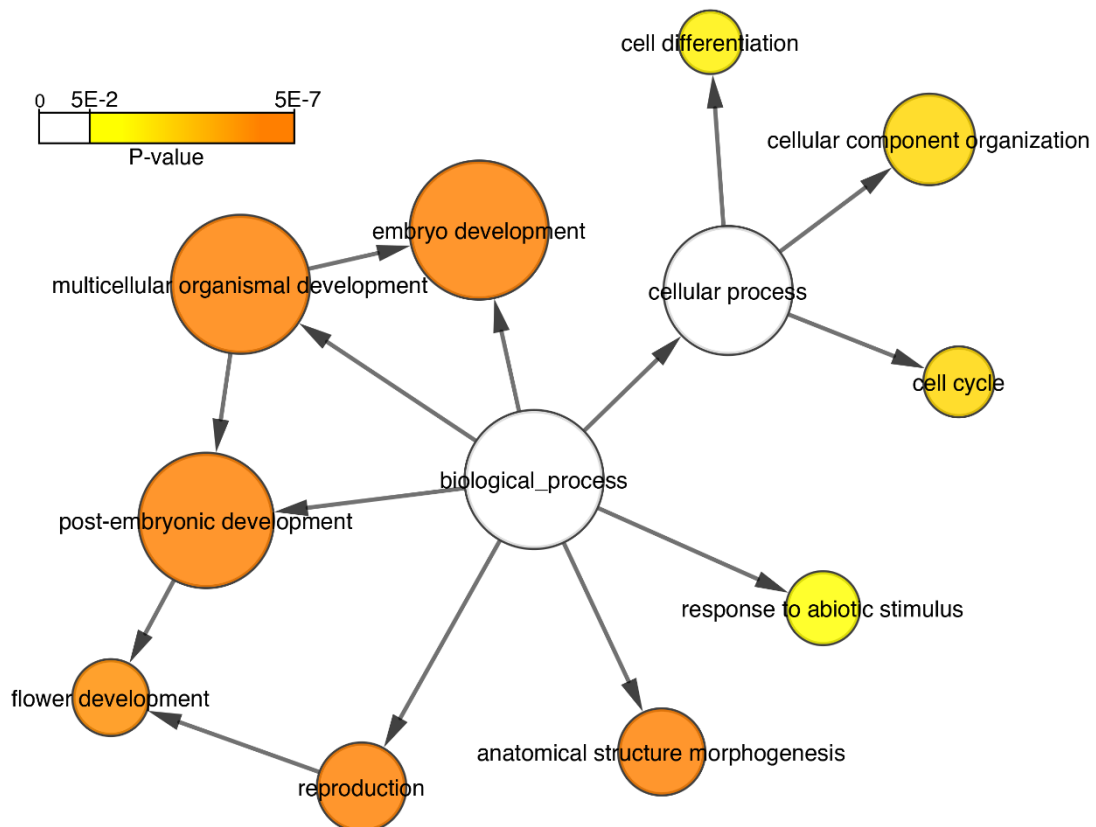 cell differentiation
0 5E-2 5E-7
P-value
cellular component organization
embryo development
multicellular organismal development
cellular process
cell cycle
biological_process
post-embryonic development
response to abiotic stimulus
flower development
anatomical structure morphogenesis
reproduction